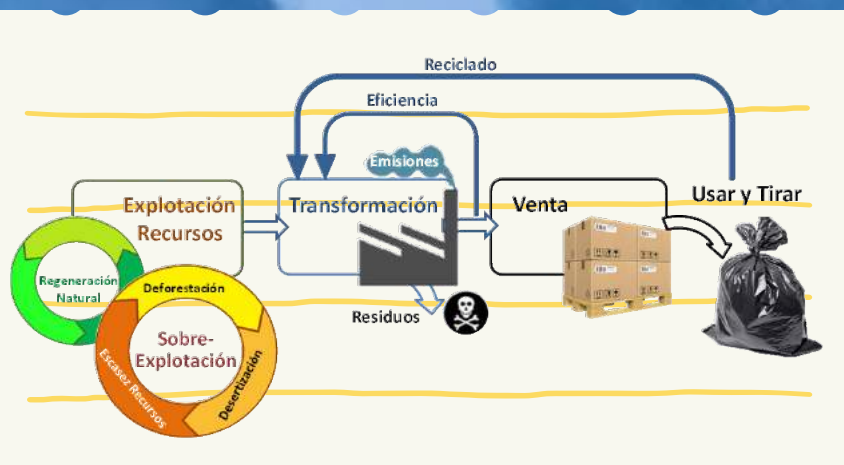 Reciclado
Eficiencia
Emisiones
Explotación
Recursos
Transformación
Venta
Usar y Tirar
Regeneración
Natural
Deforestación
Sobre-
Explotación
Escasez Recursos
Desertización
Residuos